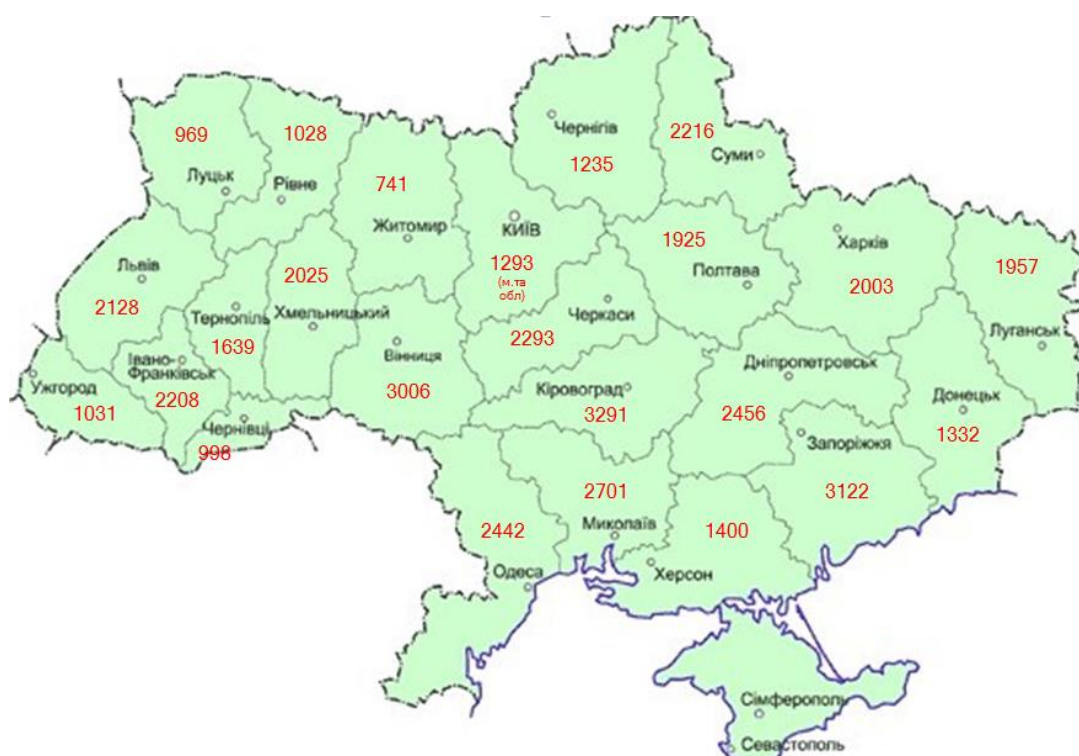 969
Луцьк
1028
Рівне
741
Житомир
КИЇВ
1293
(м.та
обл)
Чернігів
1235
2216
Суми
1925
Полтава
Харків
2003
1957
Луганськ
Львів
2128
Тернопіль
1639
2025
Хмельницький
Вінниця
3006
Черкаси
2293
Кіровоград
3291
Дніпропетровськ
2456
Донецьк
1332
Запоріжжя
3122
Ужгород
1031
Івано-
Франківськ
2208
Чернівці
998
2442
Одеса
2701
Миколаїв
1400
Херсон
Сімферополь
Севастополь